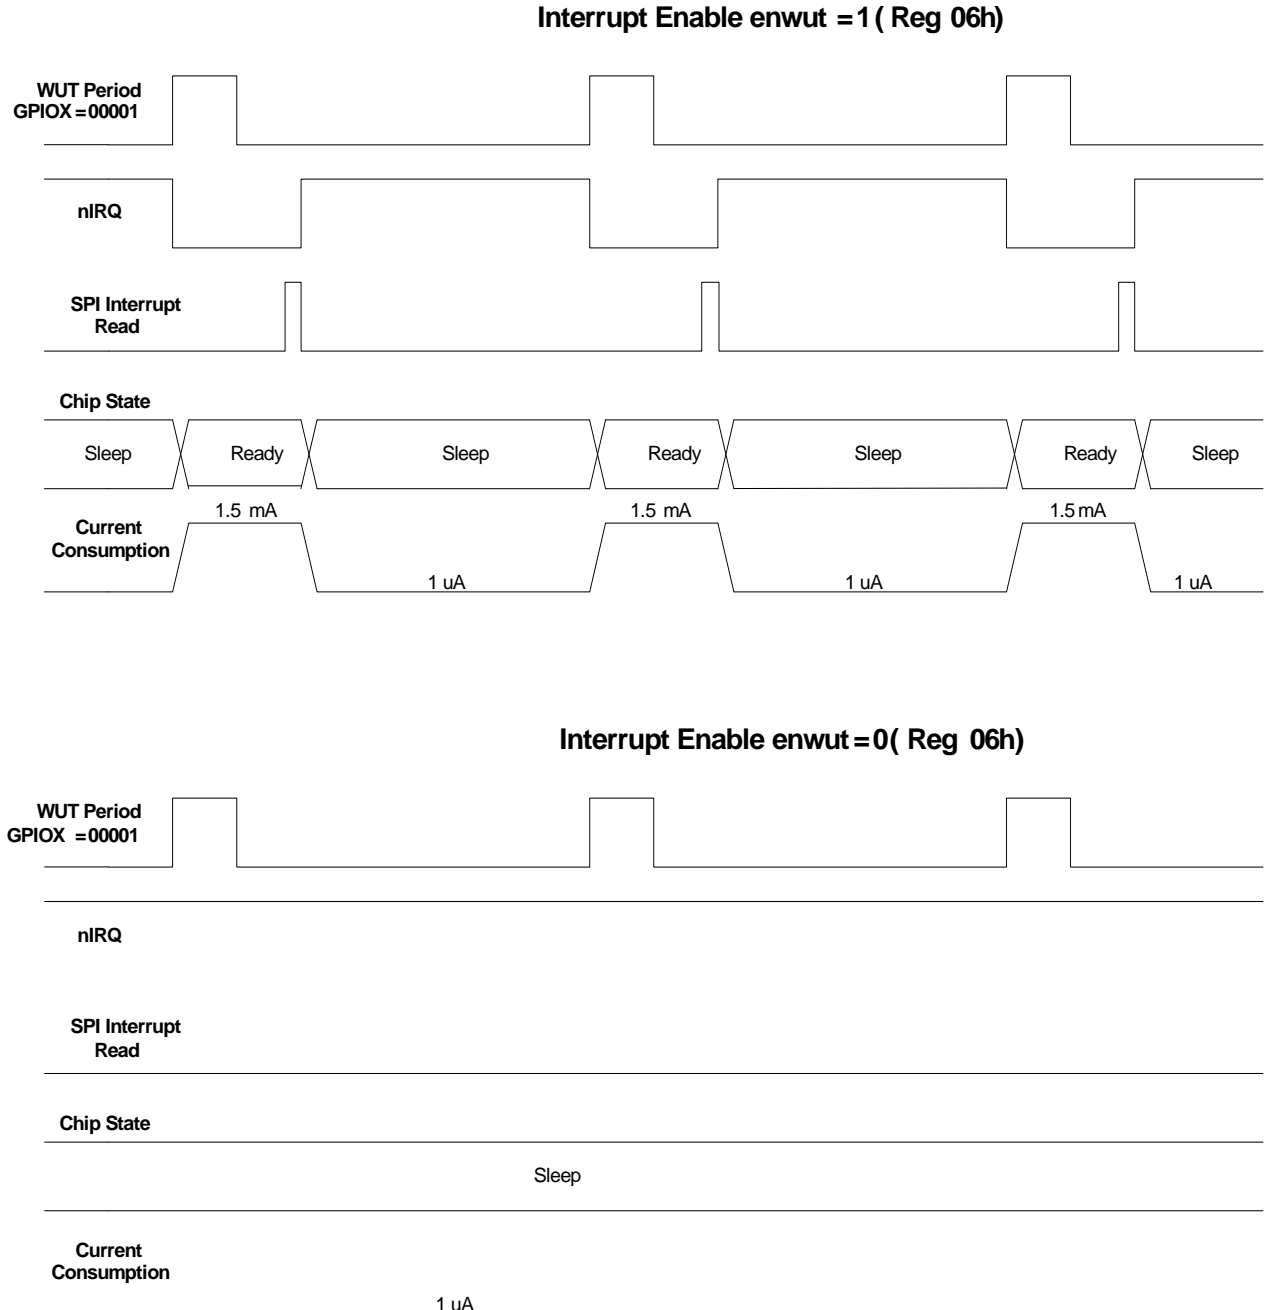 Interrupt Enable enwut =1 ( Reg 06h)
WUT Period
GPIOX =00001
nIRQ
SPI Interrupt
Read
Chip State
Sleep Ready Sleep Ready Sleep Ready Sleep
1.5 mA 1.5 mA 1.5 mA
Current
Consumption
1 uA 1 uA 1 uA
Interrupt Enable enwut =0 ( Reg 06h)
WUT Period
GPIOX =00001
nIRQ
SPI Interrupt
Read
Chip State
Sleep
Current
Consumption
1 uA